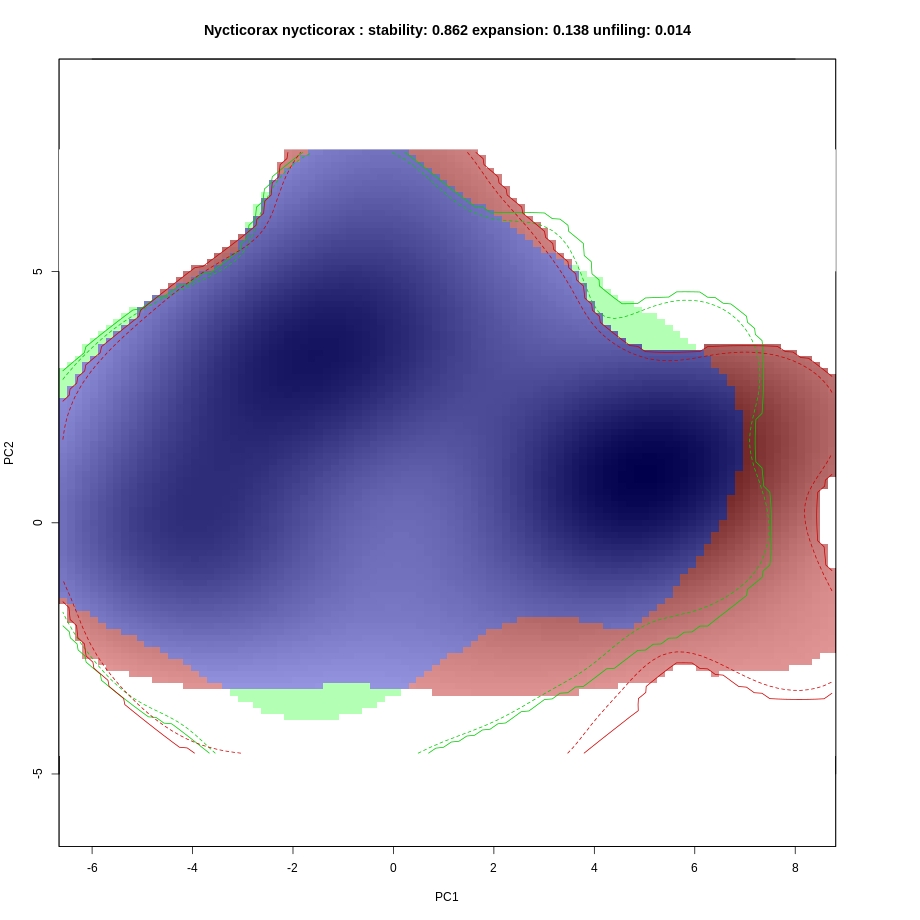 Nycticorax nycticorax : stability: 0.862 expansion: 0.138 unfiling: 0.014
5
0
-5
PC2
-6 -4 -2 0 2 4 6 8
PC1